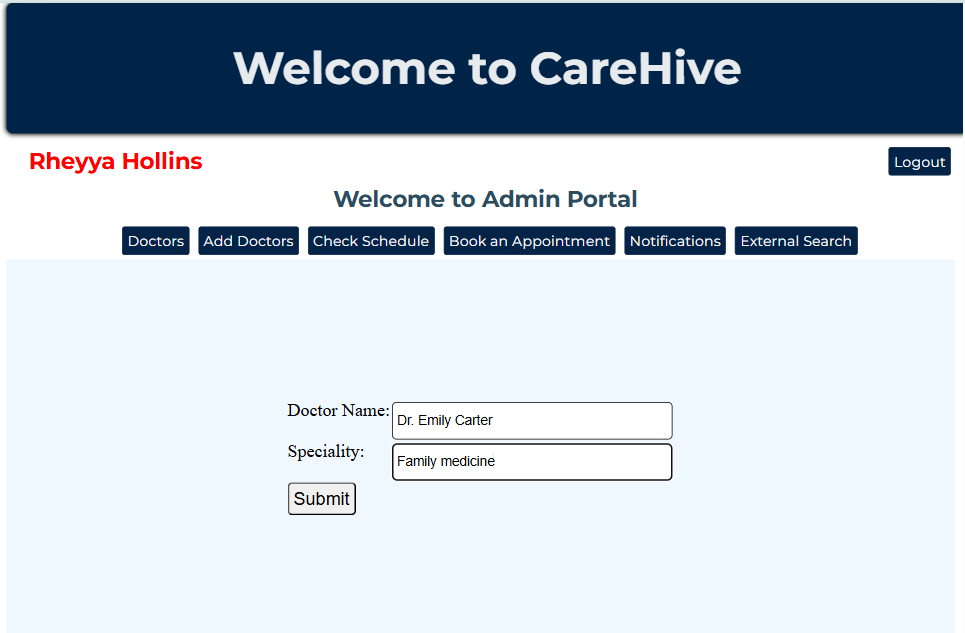 Welcome to CareHive
Rheyya Hollins
Logout
Welcome to Admin Portal
Doctors Add Doctors Check Schedule Book an Appointment Notifications External Search
Doctor Name: Dr. Emily Carter
Speciality: Family medicine
Submit